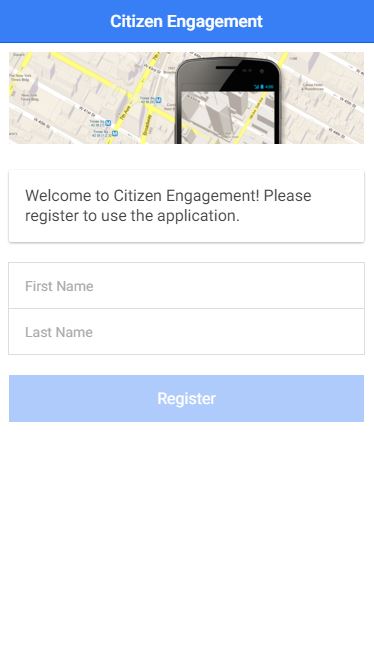 Citizen Engagement
Welcome to Citizen Engagement! Please
register to use the application.
First Name
Last Name
Register